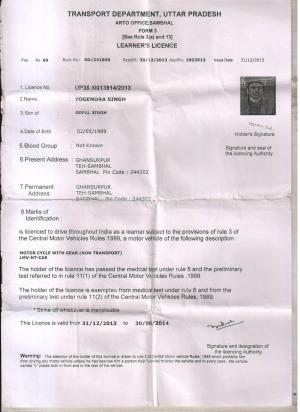 TRANSPORT DEPARTMENT, UTTAR PRADESH
ARTO OFFICE,SAMBHAL
FORM 3
[See Rule 3(a) and 13]
LEARNER'S LICENCE
Fee Rs. 60 Book No: 60/241806 RcptDt: 30/12/2013 ApplNo: 1993513 Issue Date 31/12/2013
1. Licence No. UP38 /0013914/2013
2.Name YOGENDRA SINGH
3.Son of GOPAL SINGH
4.Date of Birth 02/05/1989
5.Blood Group Not Known
6.Present Address GHANSURPUR
TEH-SAMBHAL
SAMBHAL Pin Code : 244302
7.Permanent
Address: GHANSURPUR
TEH-SAMBHAL
SAMBHAL Pin Code : 244302
Holder's Signature
Signature and seal of
the licencing Authority
8.Marks of
Identification :
is licenced to drive throughout India as a learner subject to the provisions of rule 3 of
the Central Motor Vehicles Rules 1989, a motor vehicle of the following description :
MOTOR CYCLE WITH GEAR (NON TRANSPORT)
LMV-NT-CAR
The holder of the licence has passed the medical test under rule 5 and the preliminary
test referred to in rule 11(1) of the Central Motor Vehicles Rules, 1989.
The holder of the licence is exempted from medical test under rule 6 and from the
preliminary test under rule 11(2) of the Central Motor Vehicles Rules, 1989.
* Strike out whichever is inapplicable
This Licence is valid from 31/12/2013 to 30/06/2014
Signature and designation of
the licencing Authority
Warning: The attention of the holder of this licence is drawn to rule 3 of Central Motor Vehicle Rules, 1989 which prohibits him
from driving any motor vehicle unless he has besides him a person duly licenced to drive the vehicle and in every case, the vehicle
carries "L" plates both in front and in the rear of the vehicle.